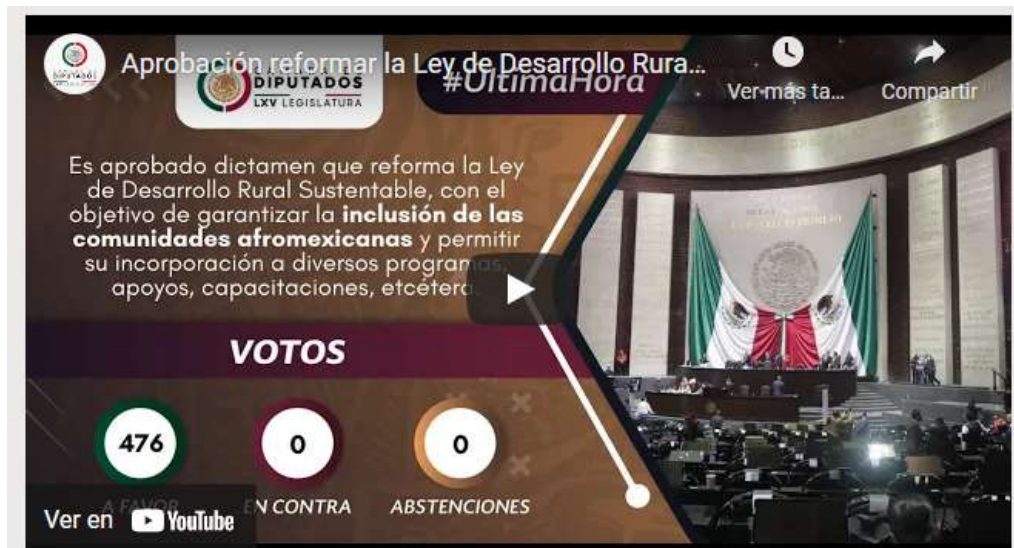 Aprobación reformar la Ley de Desarrollo Rura...
DIPUTADOS
LXV LEGISLATURA
#UltimaHora
Ver más ta...
Compartir
Es aprobado dictamen que reforma la Ley
de Desarrollo Rural Sustentable, con el
objetivo de garantizar la inclusión de las
comunidades afromexicanas y permitir
su incorporación a diversos programas,
apoyos, capacitaciones, etcétera.
VOTOS
476
0
0
A FAVOR
EN CONTRA
ABSTENCIONES
Ver en YouTube